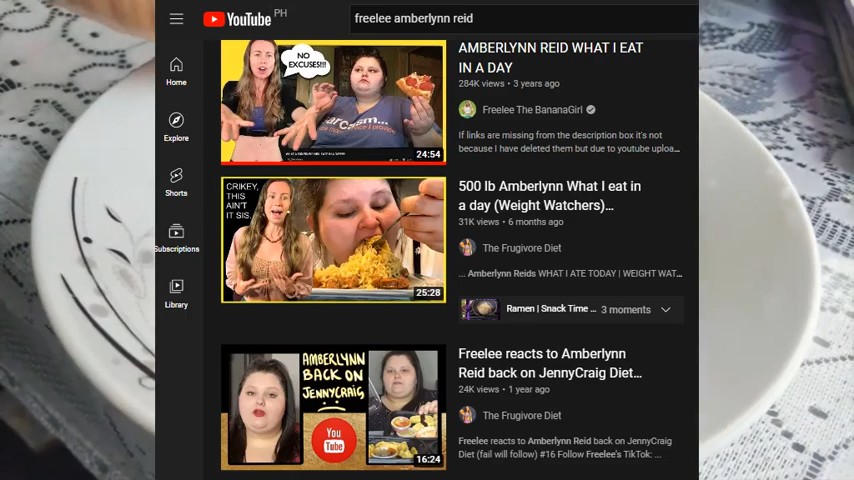 YouTube PH
freelee amberlynn reid
Home
Explore
Shorts
Subscriptions
Library
NO
EXCUSES!!!
24:54
AMBERLYNN REID WHAT I EAT
IN A DAY
284K views • 3 years ago
Freelee The BananaGirl
If links are missing from the description box it's not
because I have deleted them but due to youtube uploa...
CRIKEY,
THIS
AIN'T
IT SIS.
25:28
500 lb Amberlynn What I eat in
a day (Weight Watchers)...
31K views • 6 months ago
The Frugivore Diet
... Amberlynn Reids WHAT I ATE TODAY | WEIGHT WAT...
Ramen | Snack Time ... 3 moments
AMBERLYNN
BACK ON
JENNYCRAIG
You
Tube
16:24
Freelee reacts to Amberlynn
Reid back on JennyCraig Diet...
24K views • 1 year ago
The Frugivore Diet
Freelee reacts to Amberlynn Reid back on JennyCraig
Diet (fail will follow) #16 Follow Freelee's TikTok: ...